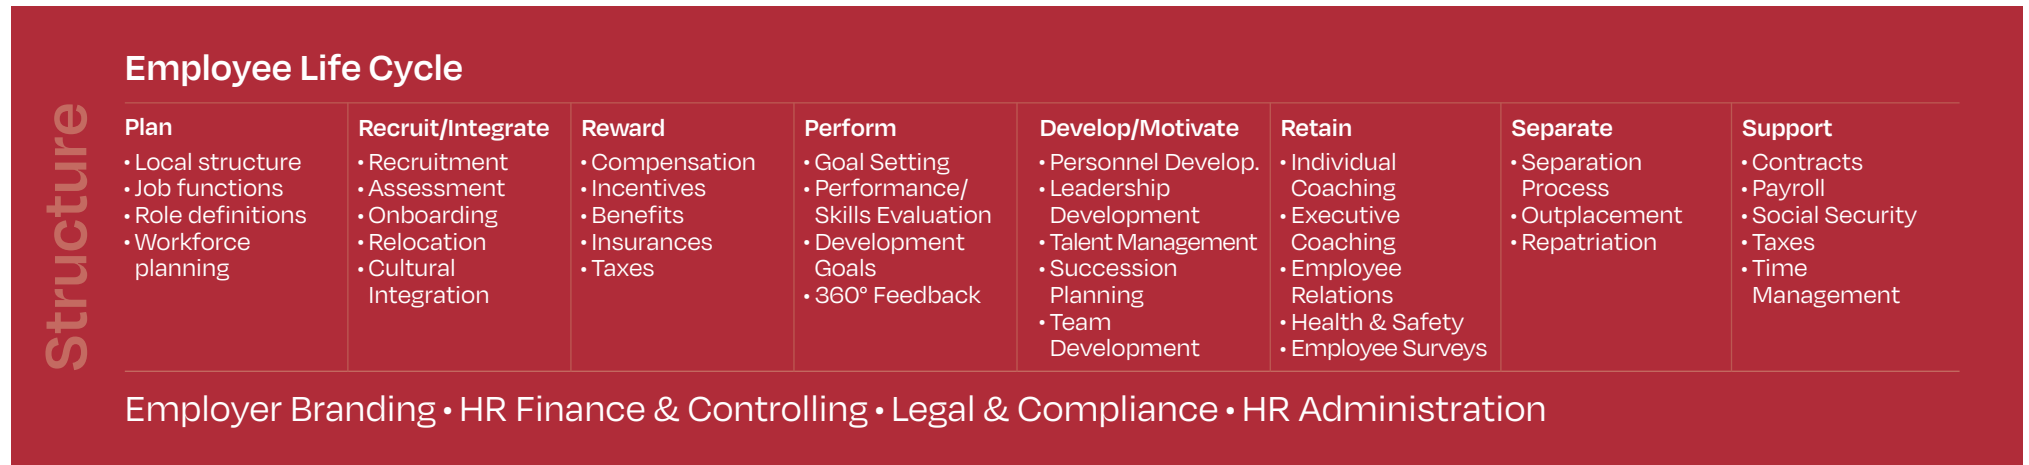 Structure
Employee Life Cycle
Plan
• Local structure
• Job functions
• Role definitions
• Workforce
planning
Recruit/Integrate
• Recruitment
• Assessment
• Onboarding
• Relocation
• Cultural
Integration
Reward
• Compensation
• Incentives
• Benefits
• Insurances
• Taxes
Perform
• Goal Setting
• Performance/
Skills Evaluation
• Development
Goals
• 360° Feedback
Develop/Motivate
• Personnel Develop.
• Leadership
Development
• Talent Management
• Succession
Planning
• Team
Development
Retain
• Individual
Coaching
• Executive
Coaching
• Employee
Relations
• Health & Safety
• Employee Surveys
Separate
• Separation
Process
• Outplacement
• Repatriation
Support
• Contracts
• Payroll
• Social Security
• Taxes
• Time
Management
Employer Branding • HR Finance & Controlling • Legal & Compliance • HR Administration